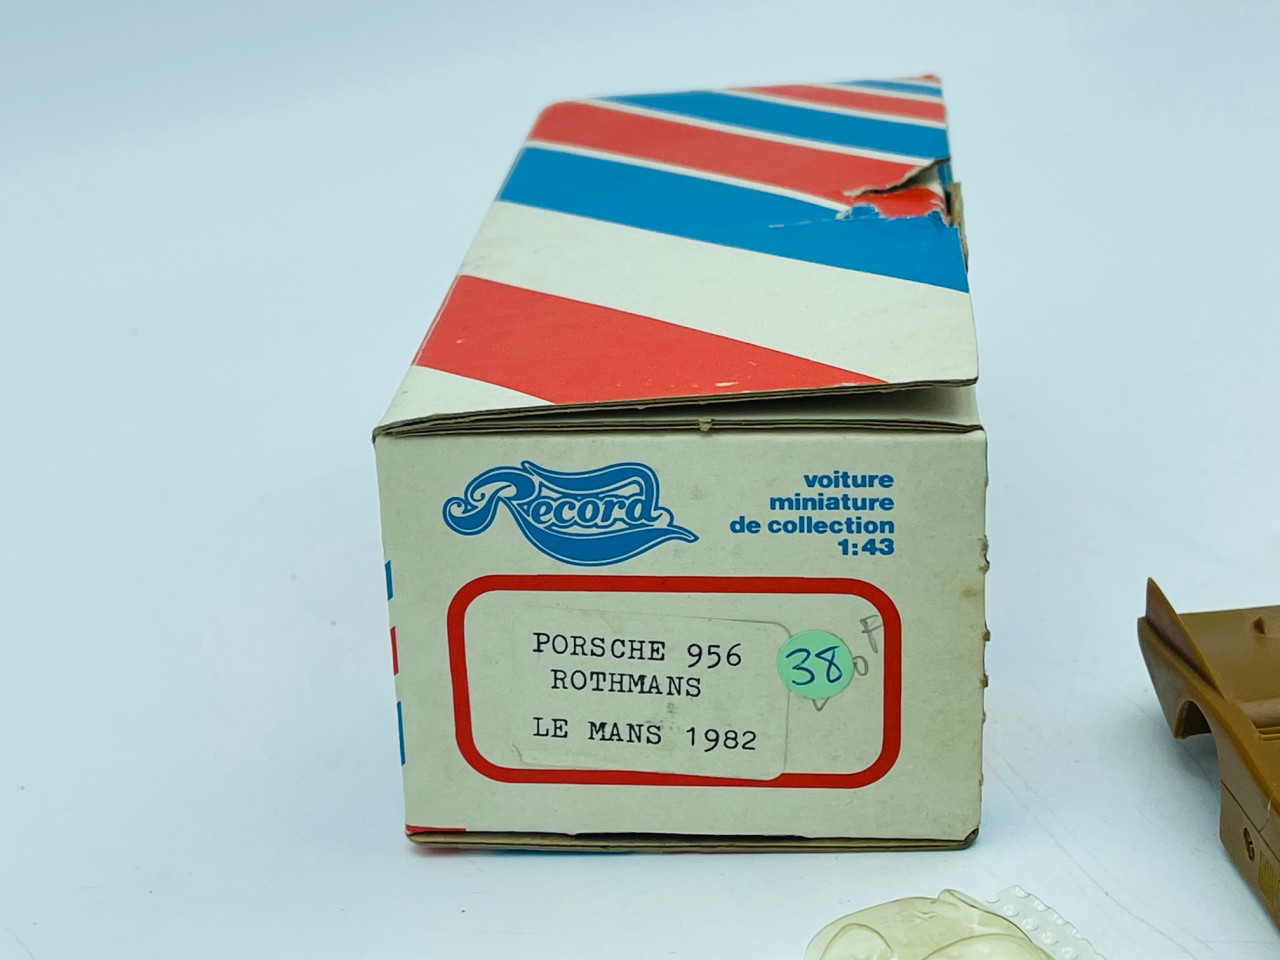 Record
voiture
miniature
de collection
1:43
PORSCHE 956
ROTHMANS
LE MANS 1982
38